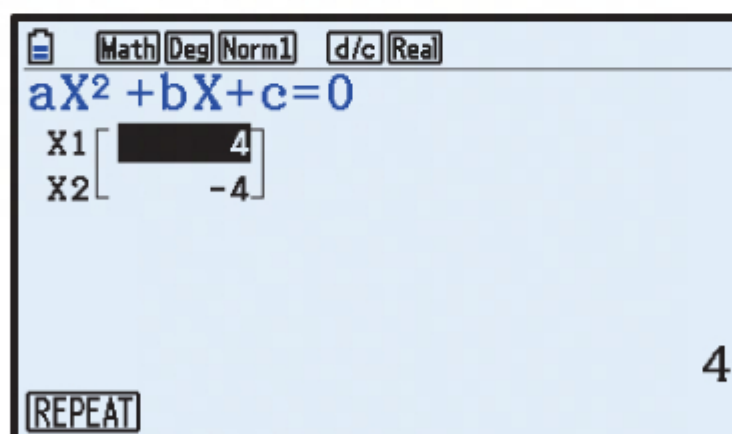 Math Deg Norm1 d/c Real
aX² +bX+c=0
X1 4
X2 -4
4
REPEAT